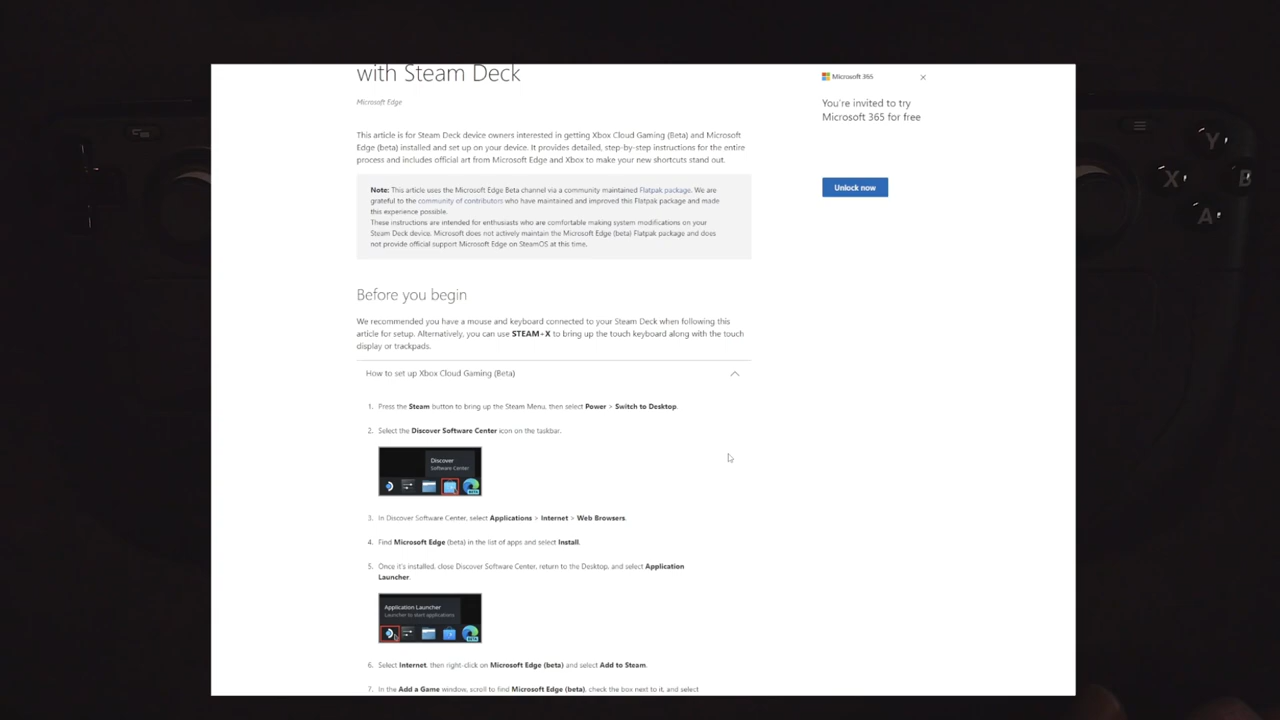 with Steam Deck
Microsoft Edge
This article is for Steam Deck device owners interested in getting Xbox Cloud Gaming (Beta) and Microsoft
Edge (beta) installed and set up on your device. It provides detailed, step-by-step instructions for the entire
process and includes official art from Microsoft Edge and Xbox to make your new shortcuts stand out.
Note: This article uses the Microsoft Edge Beta channel via a community maintained Flatpak package. We are
grateful to the community of contributors who have maintained and improved this Flatpak package and made
this experience possible.
These instructions are intended for enthusiasts who are comfortable making system modifications on your
Steam Deck device. Microsoft does not actively maintain the Microsoft Edge (beta) Flatpak package and does
not provide official support Microsoft Edge on SteamOS at this time.
Before you begin
We recommended you have a mouse and keyboard connected to your Steam Deck when following this
article for setup. Alternatively, you can use STEAM+X to bring up the touch keyboard along with the touch
display or trackpads.
How to set up Xbox Cloud Gaming (Beta)
1. Press the Steam button to bring up the Steam Menu, then select Power > Switch to Desktop.
2. Select the Discover Software Center icon on the taskbar.
Discover
Software Center
BETA
3. In Discover Software Center, select Applications > Internet > Web Browsers.
4. Find Microsoft Edge (beta) in the list of apps and select Install.
5. Once it's installed, close Discover Software Center, return to the Desktop, and select Application
Launcher.
Application Launcher
Launcher to start applications
BETA
6. Select Internet, then right-click on Microsoft Edge (beta) and select Add to Steam.
7. In the Add a Game window, scroll to find Microsoft Edge (beta), check the box next to it, and select
Microsoft 365
You're invited to try
Microsoft 365 for free
Unlock now
Y
X
B
A